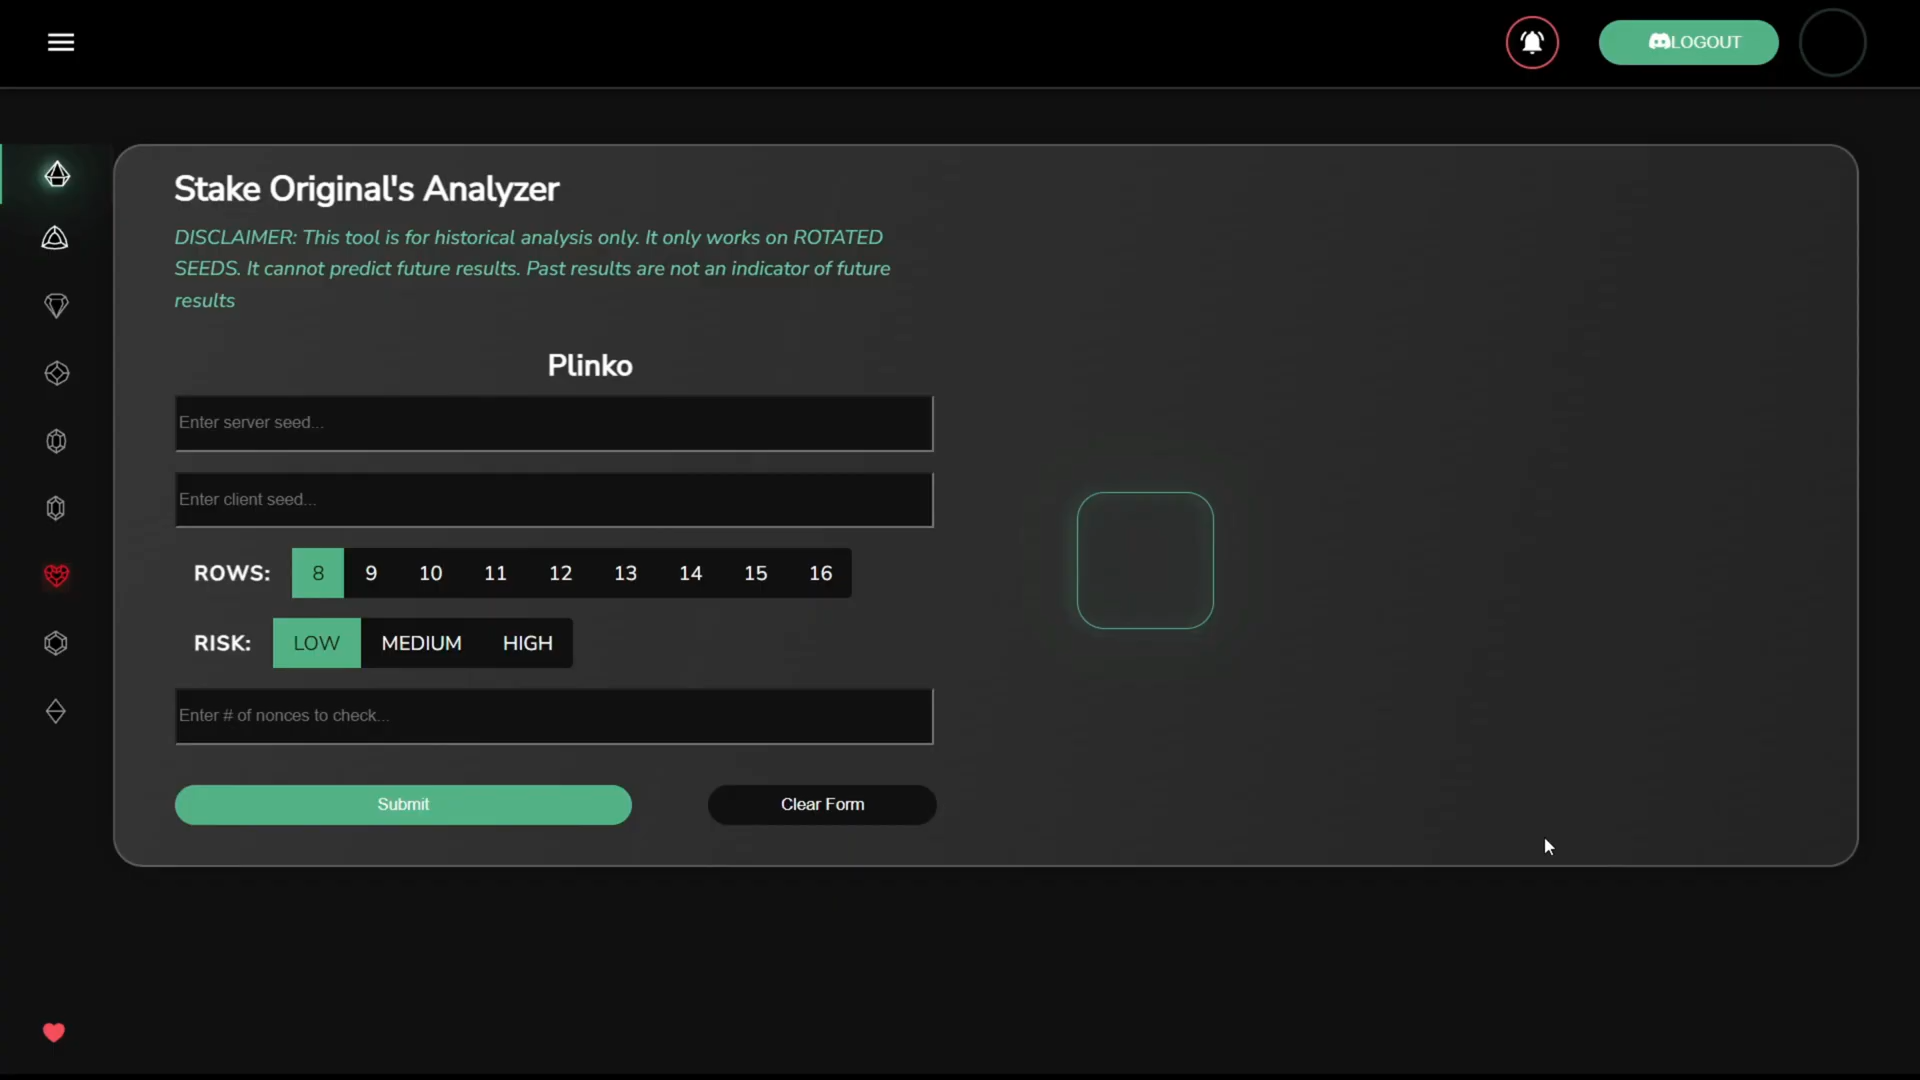 LOGOUT
Stake Original's Analyzer
DISCLAIMER: This tool is for historical analysis only. It only works on ROTATED
SEEDS. It cannot predict future results. Past results are not an indicator of future
results
Plinko
Enter server seed...
Enter client seed...
ROWS: 8 9 10 11 12 13 14 15 16
RISK: LOW MEDIUM HIGH
Enter # of nonces to check...
Submit Clear Form